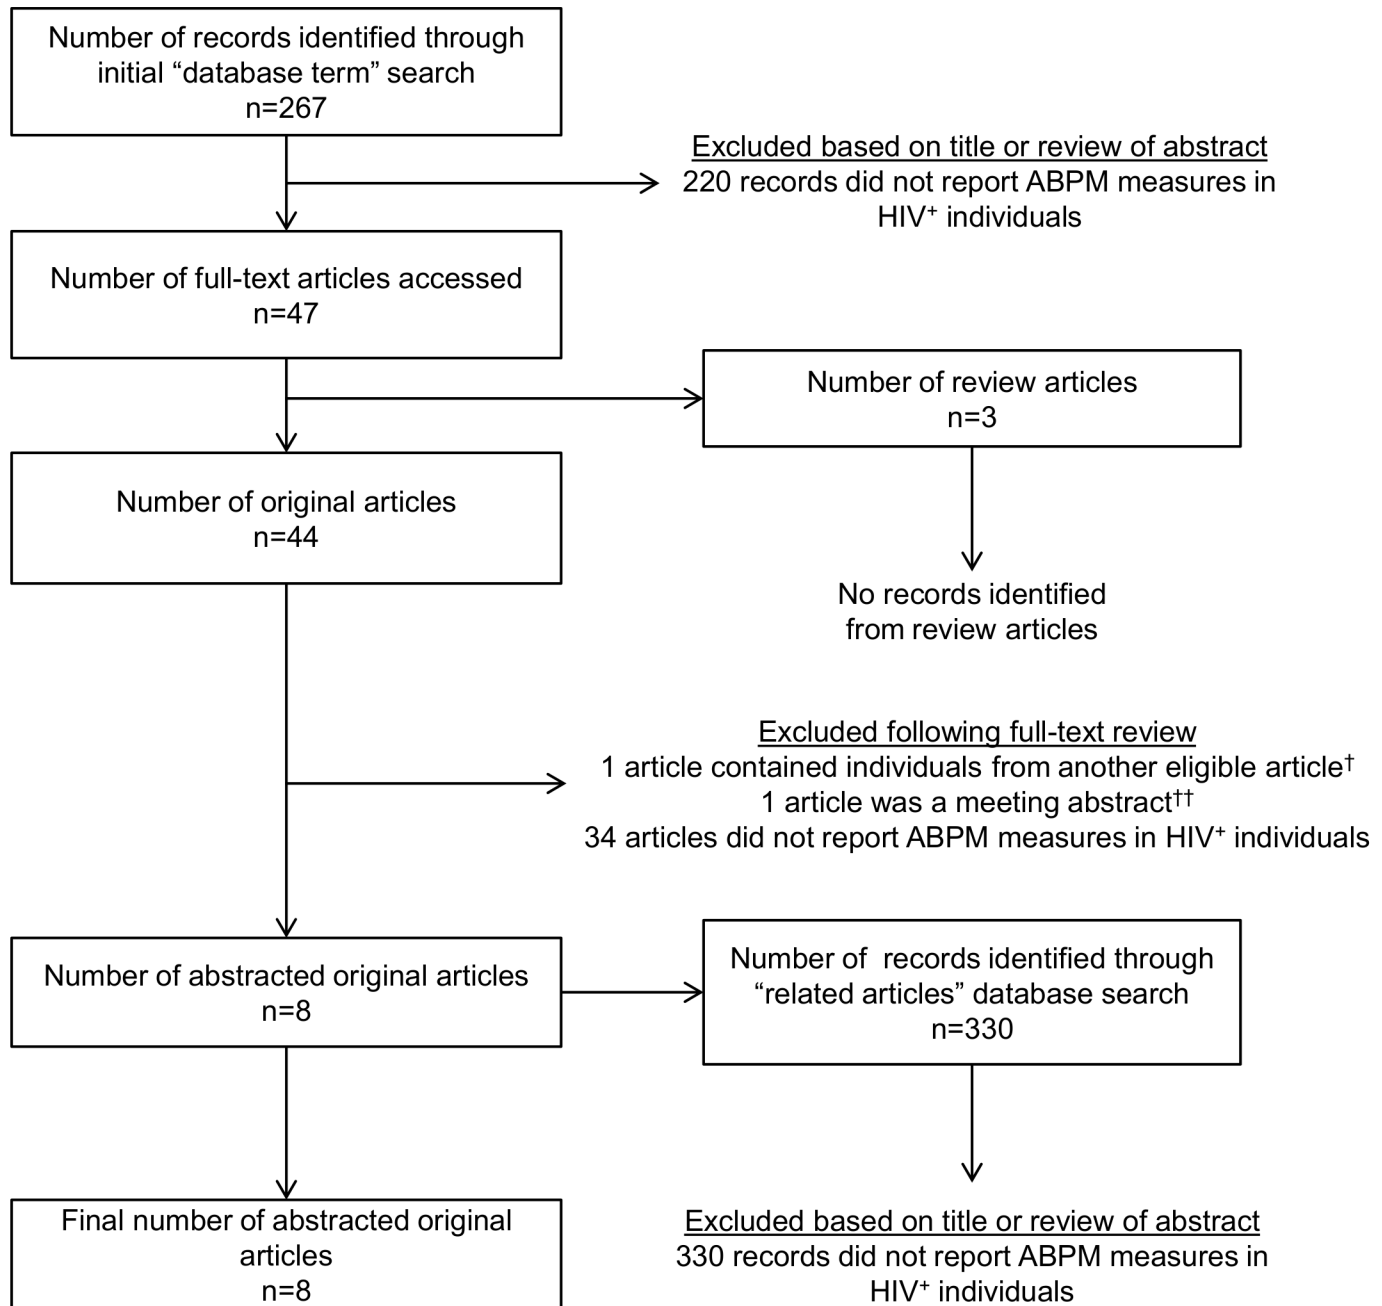 Number of records identified through
initial “database term” search
n=267
Excluded based on title or review of abstract
220 records did not report ABPM measures in
HIV⁺ individuals
Number of full-text articles accessed
n=47
Number of review articles
n=3
Number of original articles
n=44
No records identified
from review articles
Excluded following full-text review
1 article contained individuals from another eligible article†
1 article was a meeting abstract††
34 articles did not report ABPM measures in HIV⁺ individuals
Number of abstracted original articles
n=8
Number of records identified through
“related articles” database search
n=330
Final number of abstracted original
articles
n=8
Excluded based on title or review of abstract
330 records did not report ABPM measures in
HIV⁺ individuals